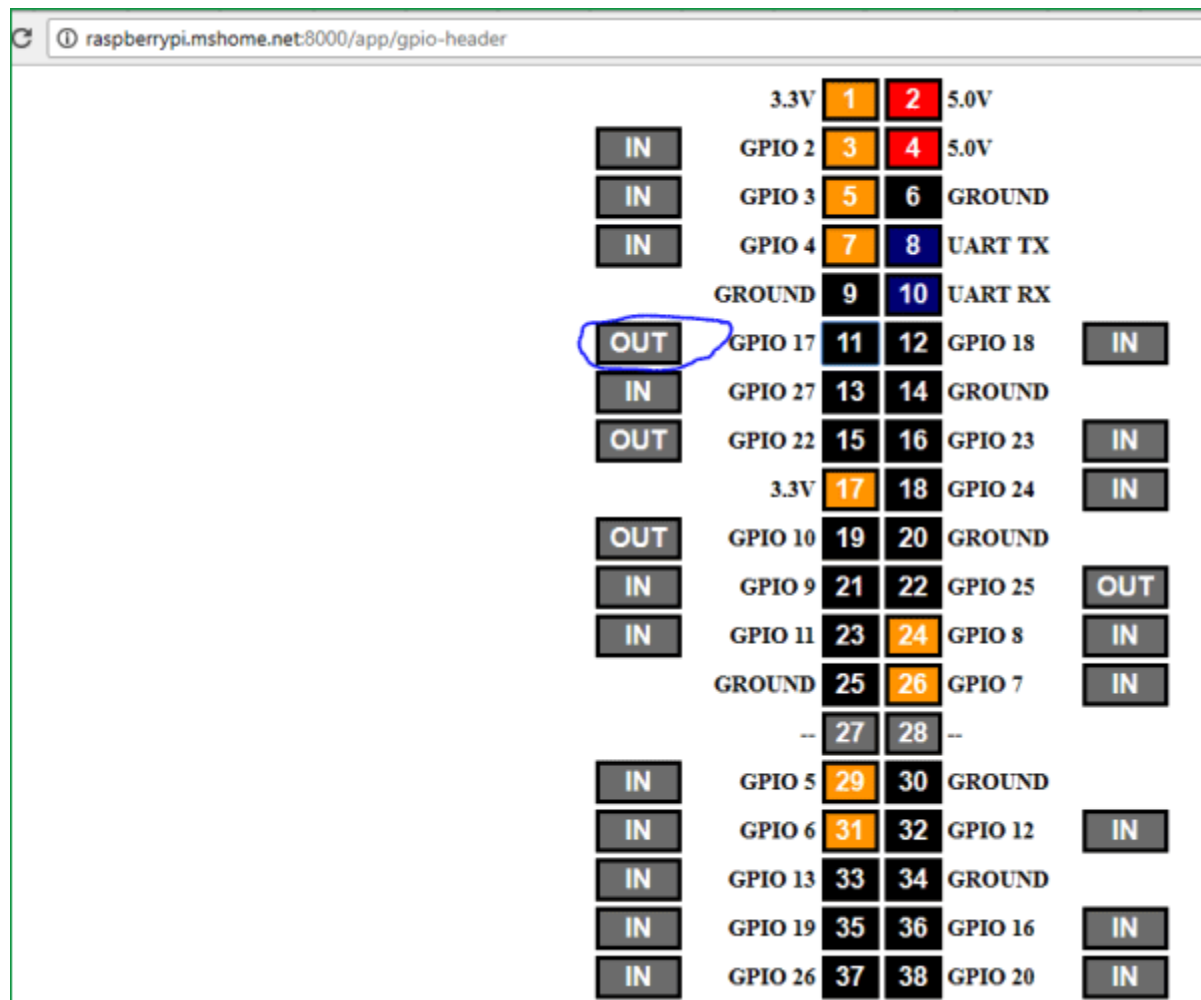 raspberrypi.mshome.net:8000/app/gpio-header
3.3V 1 2 5.0V
IN GPIO 2 3 4 5.0V
IN GPIO 3 5 6 GROUND
IN GPIO 4 7 8 UART TX
GROUND 9 10 UART RX
OUT GPIO 17 11 12 GPIO 18 IN
IN GPIO 27 13 14 GROUND
OUT GPIO 22 15 16 GPIO 23 IN
3.3V 17 18 GPIO 24 IN
OUT GPIO 10 19 20 GROUND
IN GPIO 9 21 22 GPIO 25 OUT
IN GPIO 11 23 24 GPIO 8 IN
GROUND 25 26 GPIO 7 IN
-- 27 28 --
IN GPIO 5 29 30 GROUND
IN GPIO 6 31 32 GPIO 12 IN
IN GPIO 13 33 34 GROUND
IN GPIO 19 35 36 GPIO 16 IN
IN GPIO 26 37 38 GPIO 20 IN